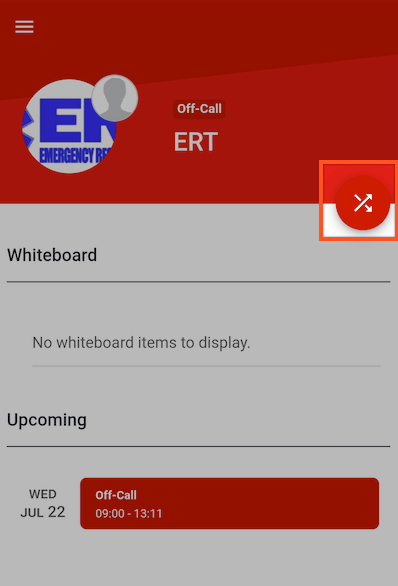 ER
EMERGENCY RE
Off-Call
ERT
Whiteboard
No whiteboard items to display.
Upcoming
WED
JUL 22
Off-Call
09:00 - 13:11